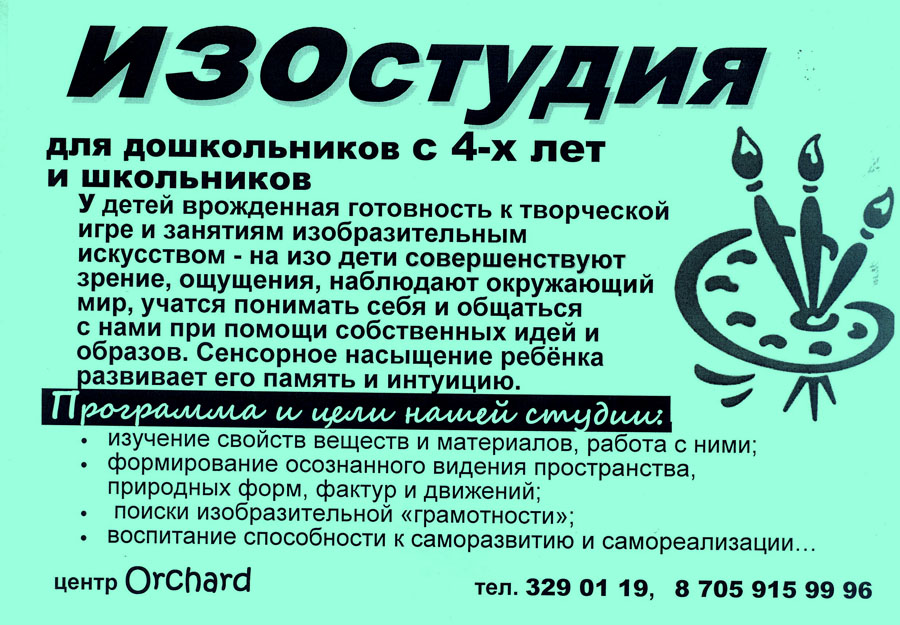 ИЗОСТУДИЯ
для дошкольников с 4-х лет
и школьников
У детей врожденная готовность к творческой
игре и занятиям изобразительным
искусством - на изо дети совершенствуют
зрение, ощущения, наблюдают окружающий
мир, учатся понимать себя и общаться
с нами при помощи собственных идей и
образов. Сенсорное насыщение ребёнка
развивает его память и интуицию.
Программа и цели нашей студии:
• изучение свойств веществ и материалов, работа с ними;
• формирование осознанного видения пространства,
природных форм, фактур и движений;
• поиски изобразительной «грамотности»;
• воспитание способности к саморазвитию и самореализации...
центр Orchard
тел. 329 01 19, 8 705 915 99 96